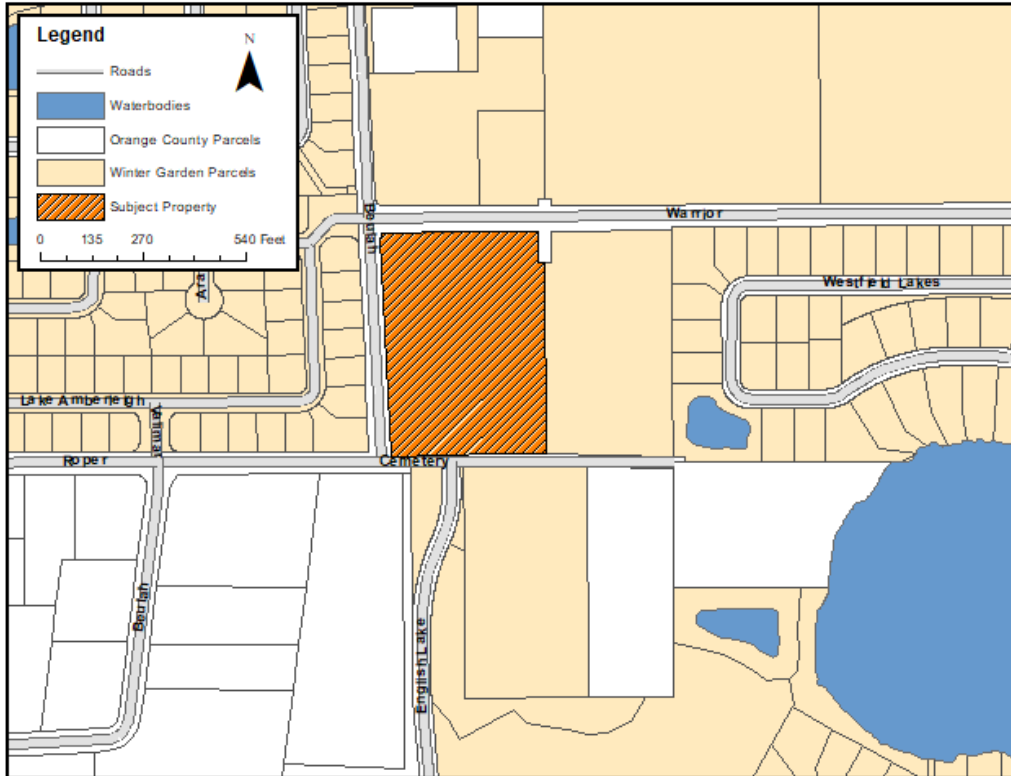 Legend
N
Roads
Waterbodies
Orange County Parcels
Winter Garden Parcels
Subject Property
0 135 270 540 Feet
Beulah
Warrior
Ara
Westfield Lakes
Lake Amberleigh
Roper
Cemetery
Beulah
English Lake